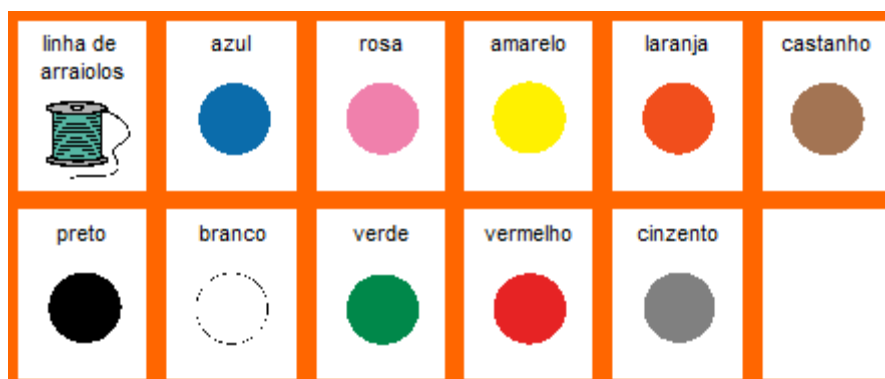 linha de
arraiolos
azul
rosa
amarelo
laranja
castanho
preto
branco
verde
vermelho
cinzento